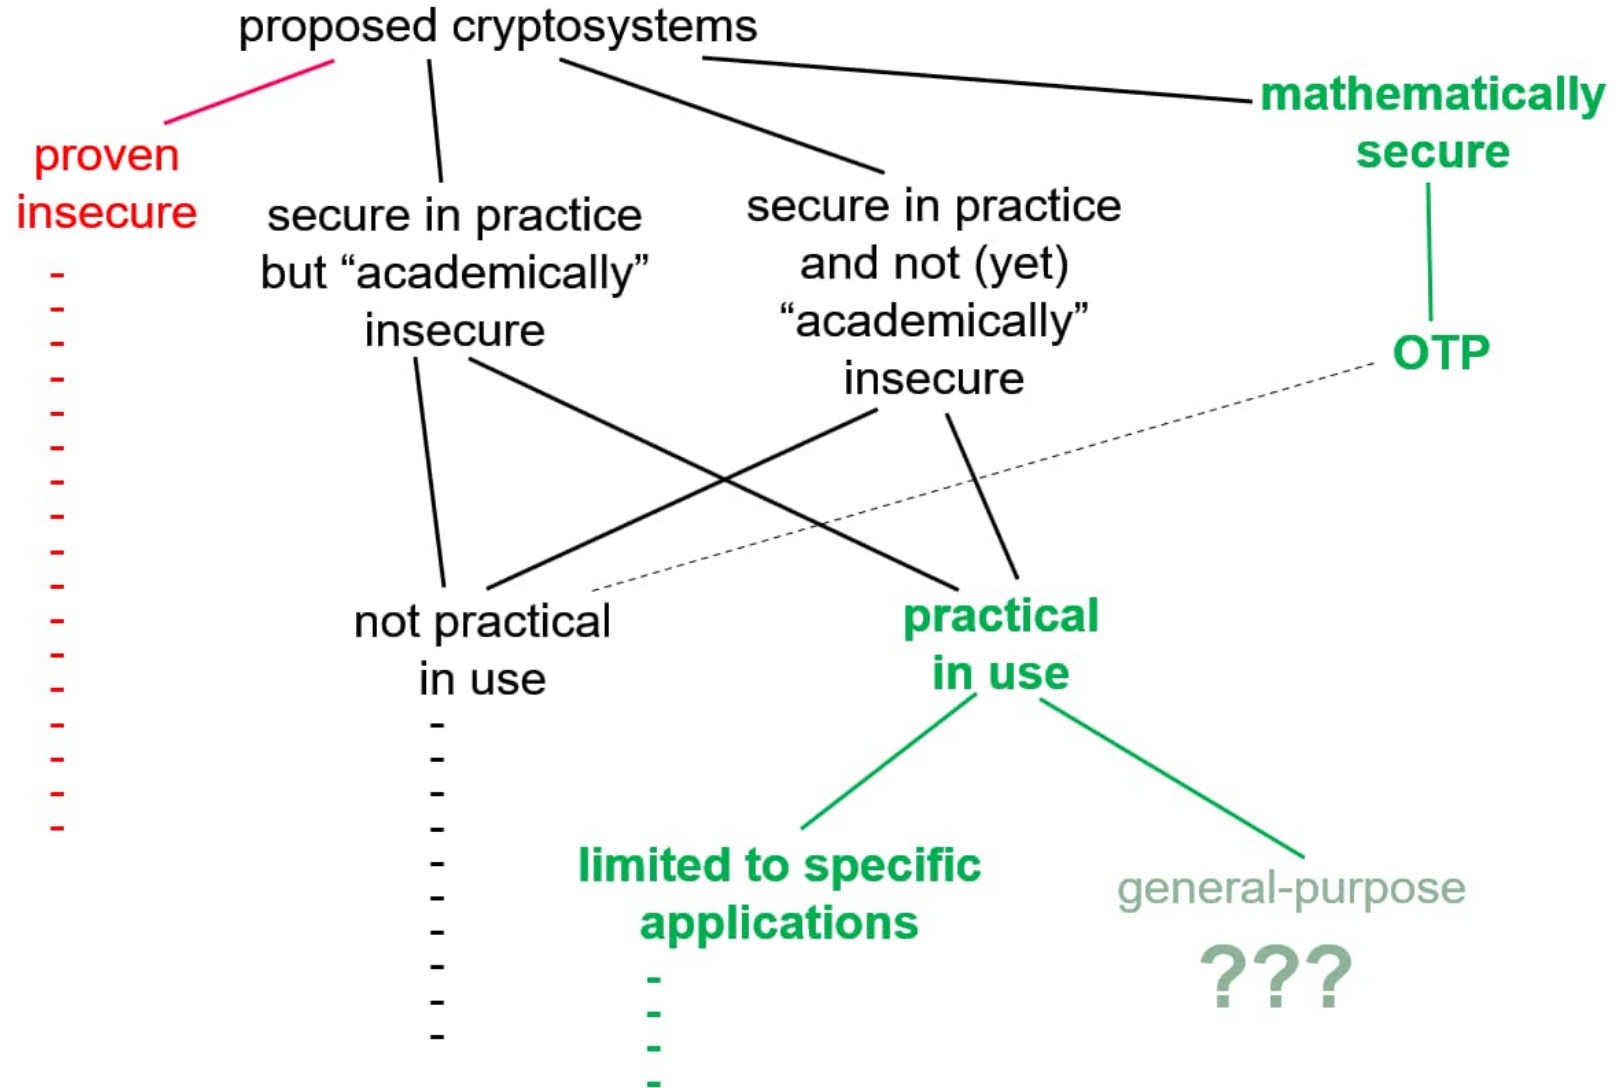 proposed cryptosystems
mathematically
secure
proven
insecure
secure in practice
but “academically”
insecure
secure in practice
and not (yet)
“academically”
insecure
OTP
not practical
in use
practical
in use
limited to specific
applications
general-purpose
???